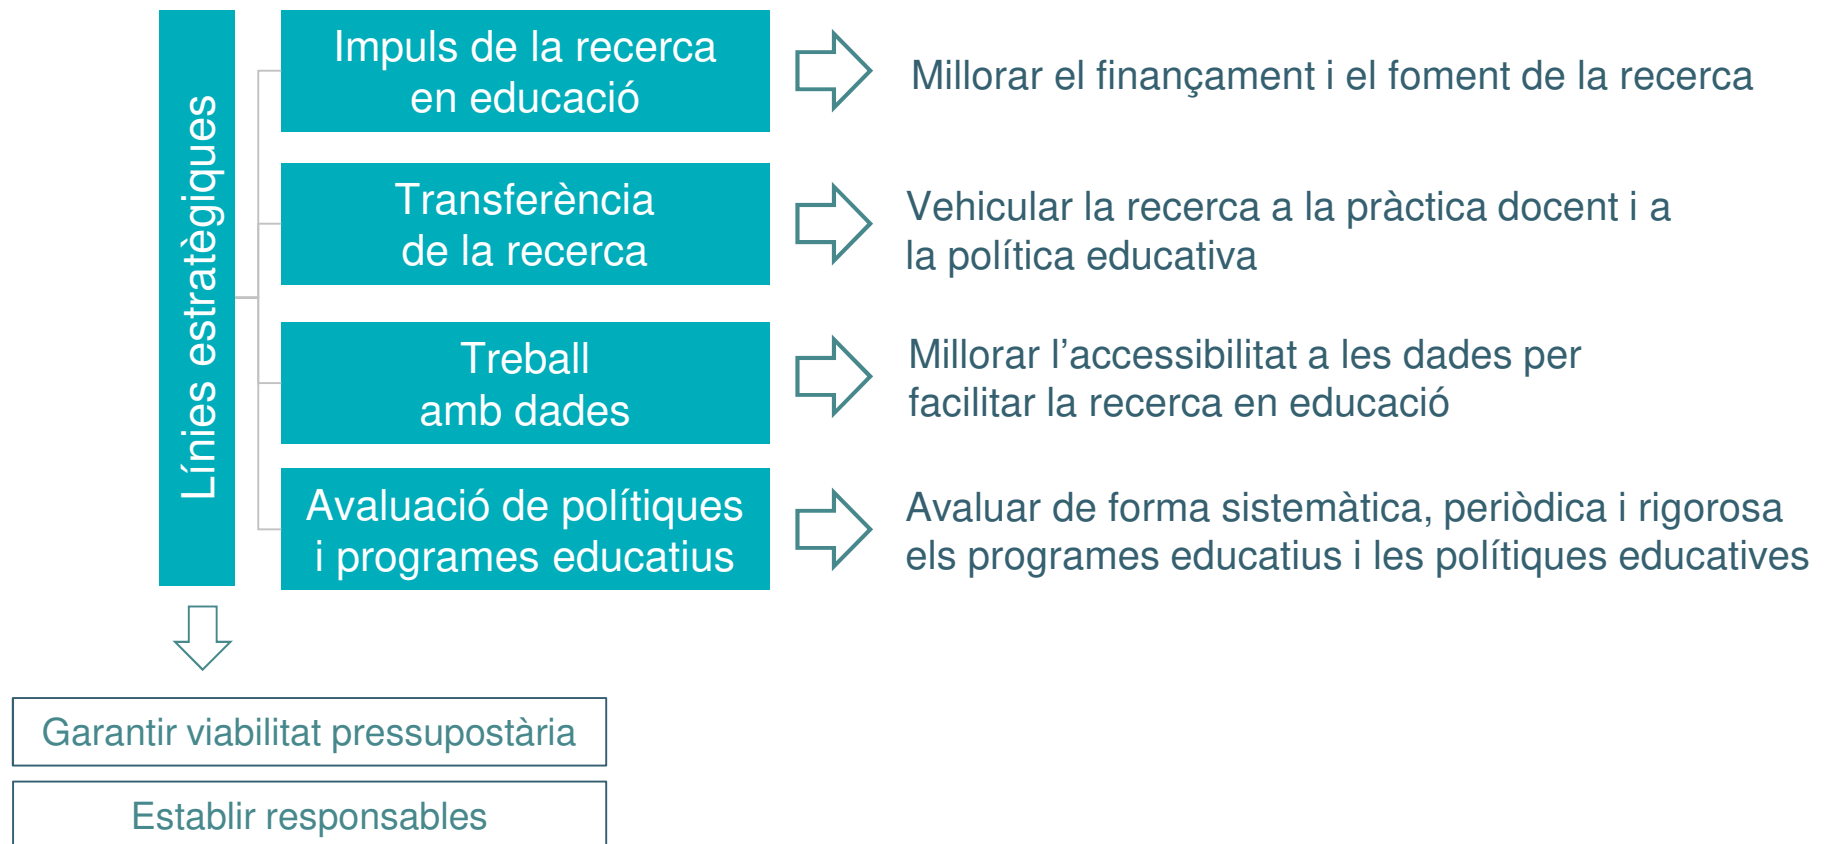 Línies estratègiques
Impuls de la recerca
en educació
Millorar el finançament i el foment de la recerca
Transferència
de la recerca
Vehicular la recerca a la pràctica docent i a
la política educativa
Treball
amb dades
Millorar l’accessibilitat a les dades per
facilitar la recerca en educació
Avaluació de polítiques
i programes educatius
Avaluar de forma sistemàtica, periòdica i rigorosa
els programes educatius i les polítiques educatives
Garantir viabilitat pressupostària
Establir responsables